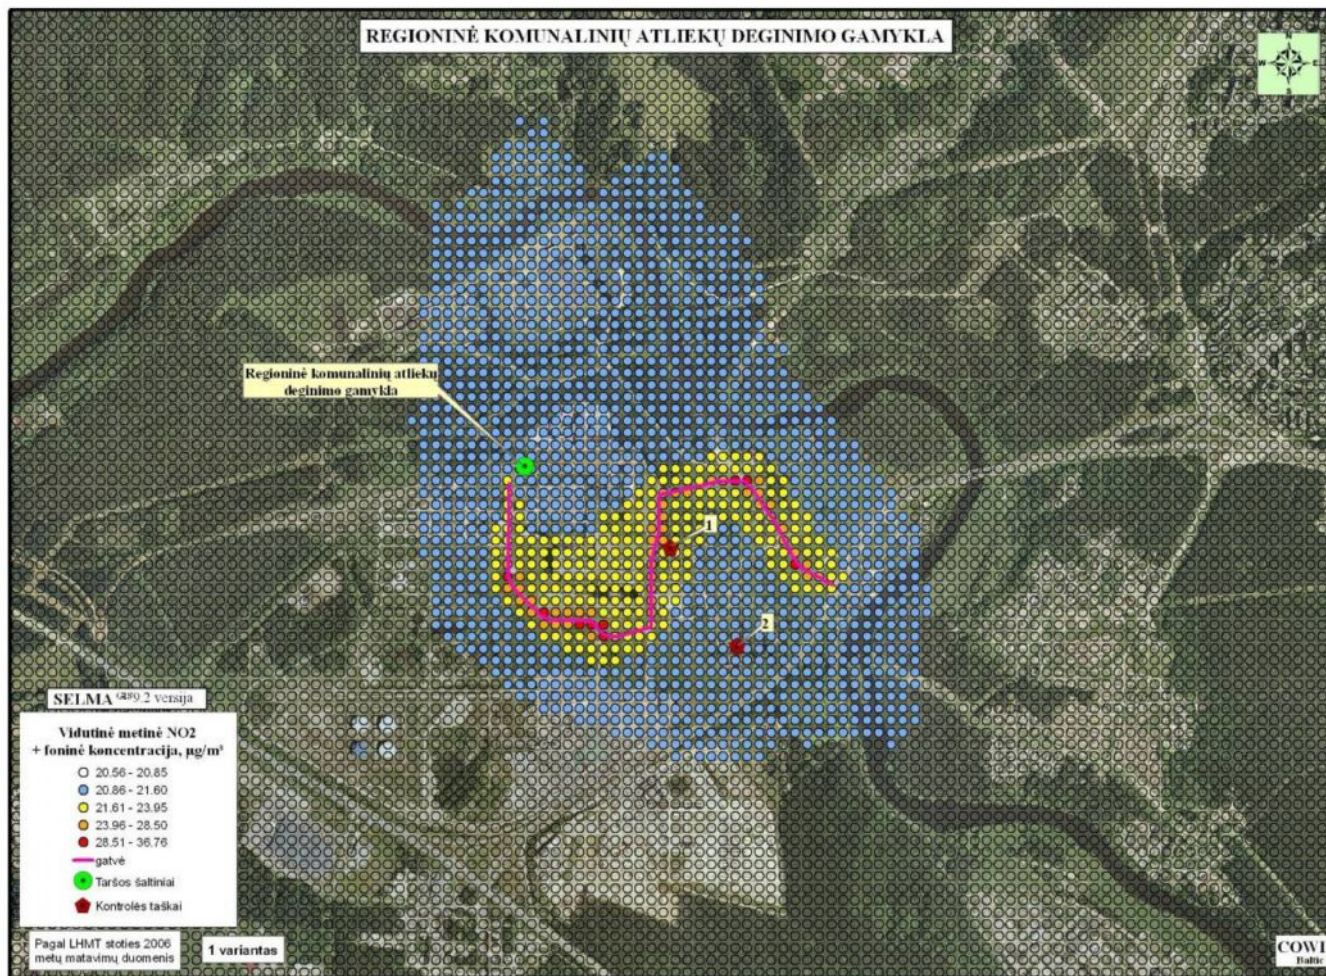 REGIONINĖ KOMUNALINIŲ ATLIEKŲ DEGINIMO GAMYKLA
N
W E
S
Regioninė komunalinių atliekų
deginimo gamykla
1
2
SELMA GIS 9.2 versija
Vidutinė metinė NO2
+ foninė koncentracija, µg/m³
20.56 - 20.85
20.86 - 21.60
21.61 - 23.95
23.96 - 28.50
28.51 - 36.76
gatvė
Taršos šaltiniai
Kontrolės taškai
Pagal LHMT stoties 2006
metų matavimų duomenis
1 variantas
COWI
Baltic